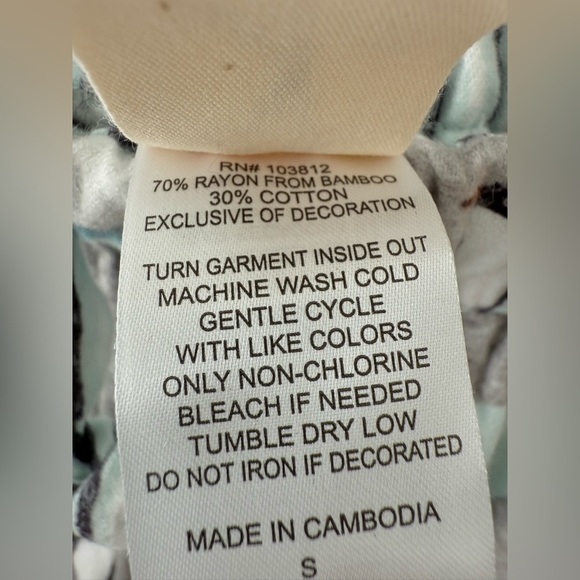 RN# 103812
70% RAYON FROM BAMBOO
30% COTTON
EXCLUSIVE OF DECORATION
TURN GARMENT INSIDE OUT
MACHINE WASH COLD
GENTLE CYCLE
WITH LIKE COLORS
ONLY NON-CHLORINE
BLEACH IF NEEDED
TUMBLE DRY LOW
DO NOT IRON IF DECORATED
MADE IN CAMBODIA
S